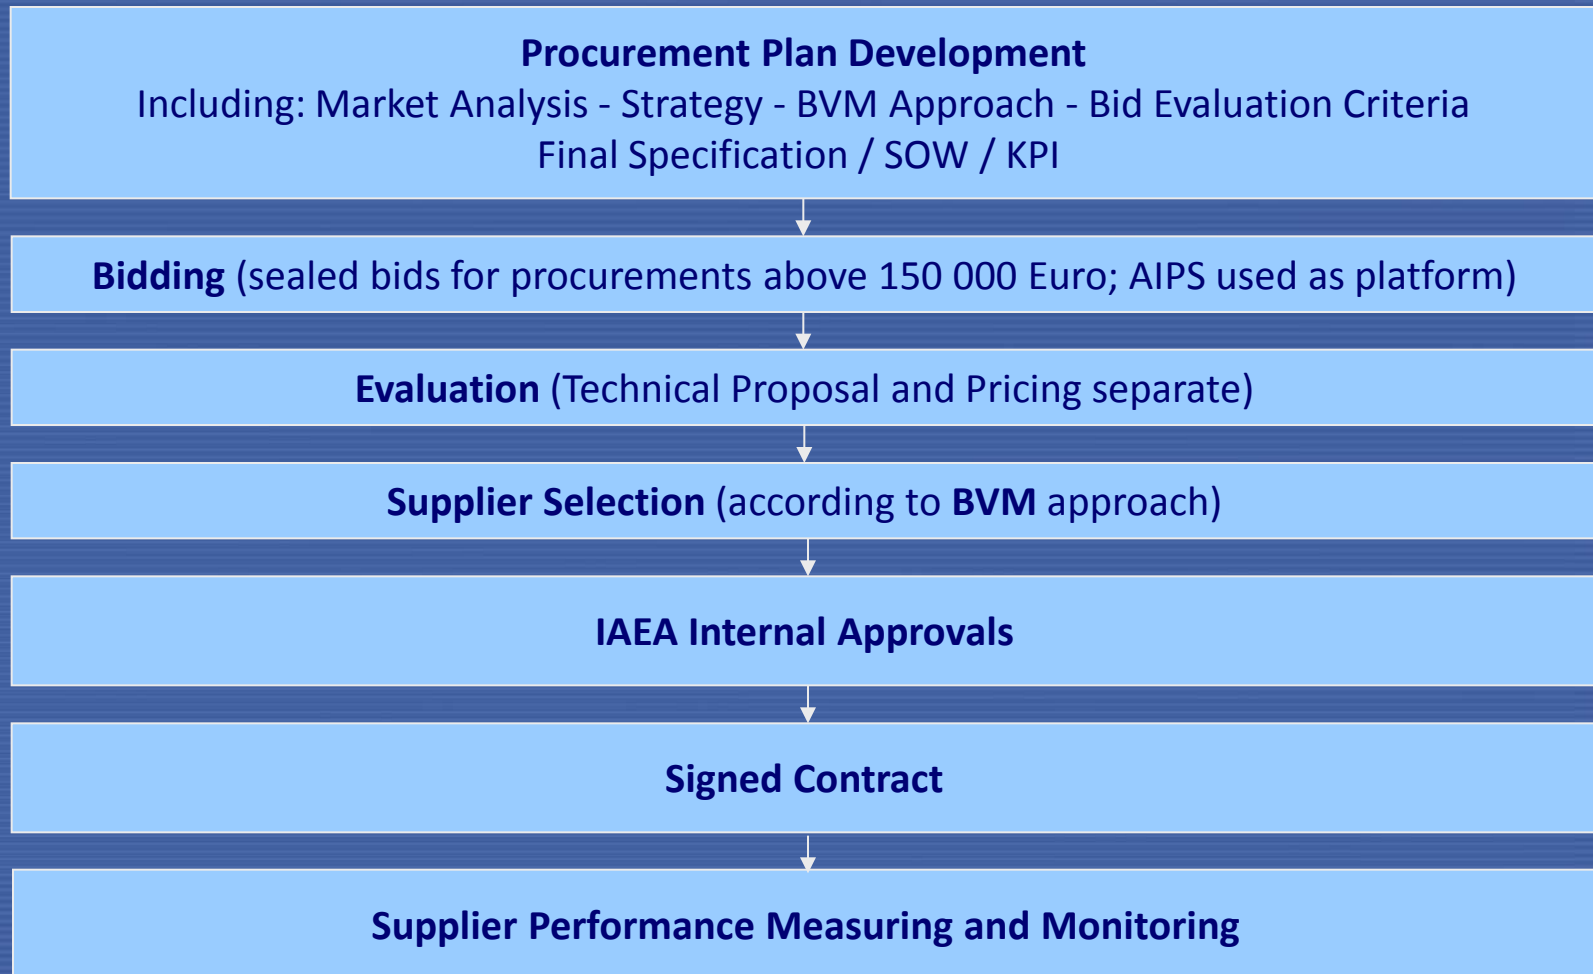 Procurement Plan Development
Including: Market Analysis - Strategy - BVM Approach - Bid Evaluation Criteria
Final Specification / SOW / KPI
Bidding (sealed bids for procurements above 150 000 Euro; AIPS used as platform)
Evaluation (Technical Proposal and Pricing separate)
Supplier Selection (according to BVM approach)
IAEA Internal Approvals
Signed Contract
Supplier Performance Measuring and Monitoring